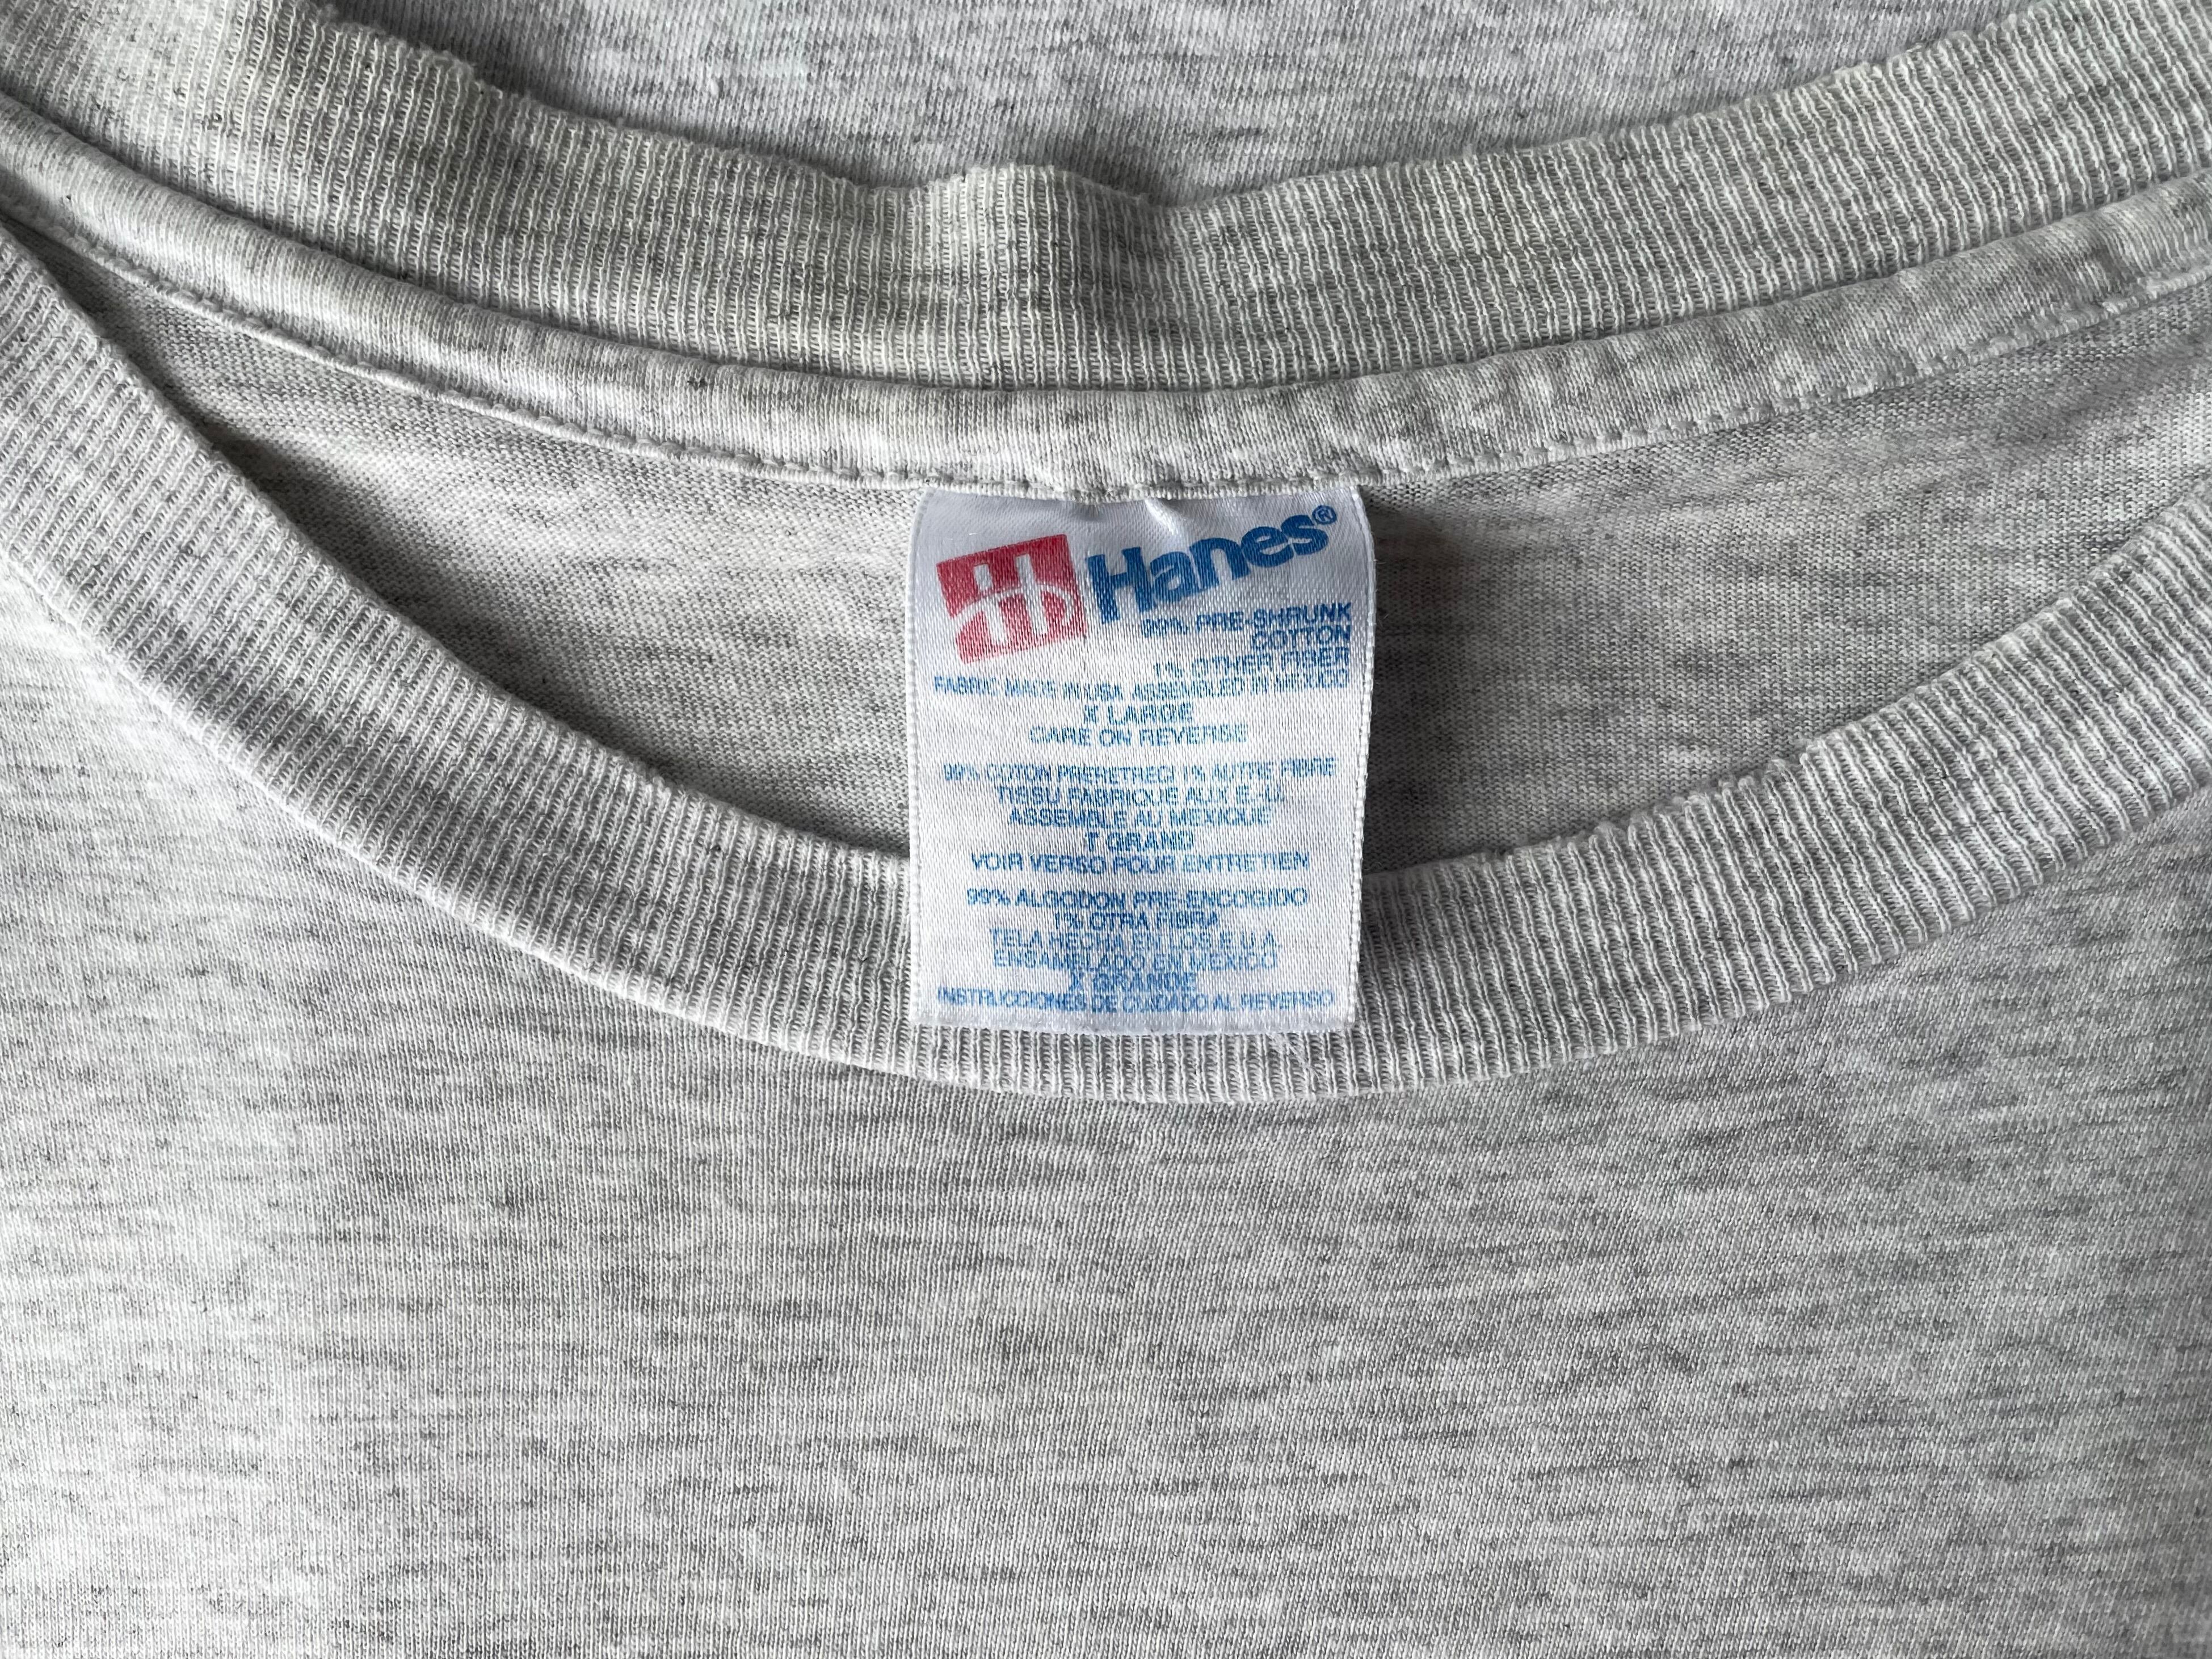 Hanes®
99% PRE-SHRUNK
COTTON
1% OTHER FIBER
FABRIC MADE IN USA ASSEMBLED IN MEXICO
X LARGE
CARE ON REVERSE
99% COTON PRERETRECI 1% AUTRE FIBRE
TISSU FABRIQUE AUX E.U.
ASSEMBLE AU MEXIQUE
T GRAND
VOIR VERSO POUR ENTRETIEN
99% ALGODON PRE-ENCOGIDO
1% OTRA FIBRA
TELA HECHA EN LOS E.U.A
ENSAMBLADO EN MEXICO
X GRANDE
INSTRUCCIONES DE CUIDADO AL REVERSO